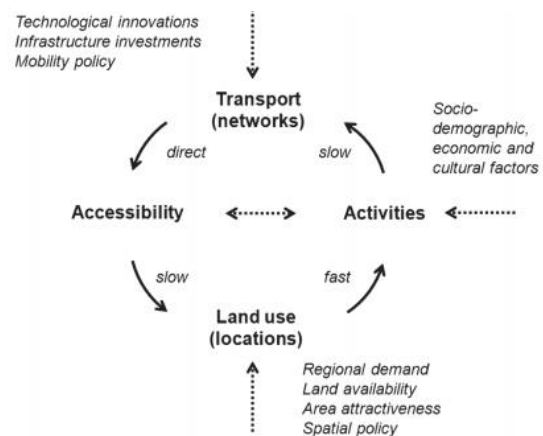 Technological innovations
Infrastructure investments
Mobility policy
Transport
(networks)
Socio-
demographic,
economic and
cultural factors
direct
slow
Accessibility
Activities
slow
fast
Land use
(locations)
Regional demand
Land availability
Area attractiveness
Spatial policy